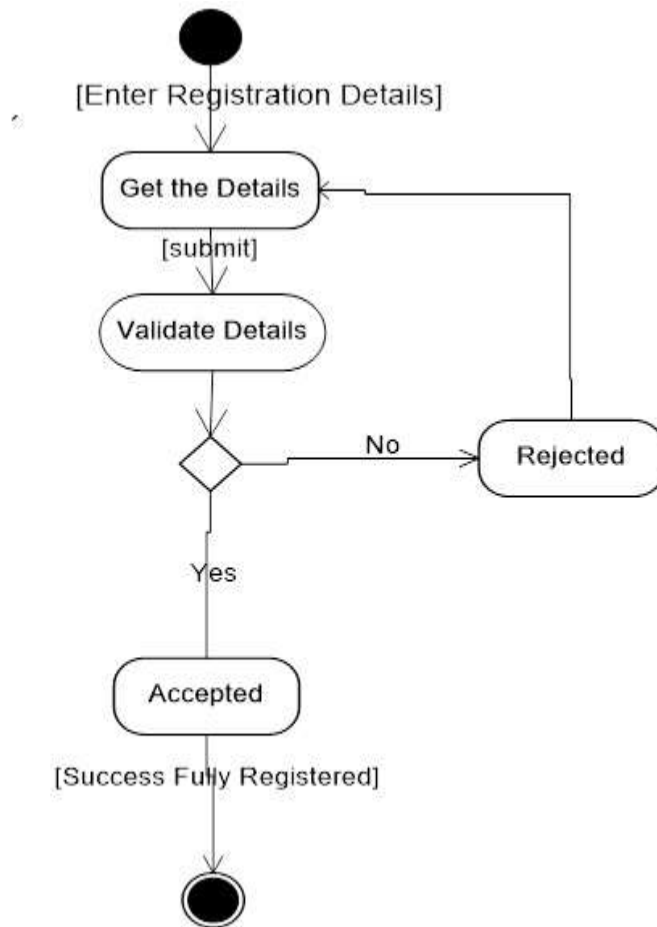 [Enter Registration Details]
Get the Details
[submit]
Validate Details
No
Rejected
Yes
Accepted
[Success Fully Registered]